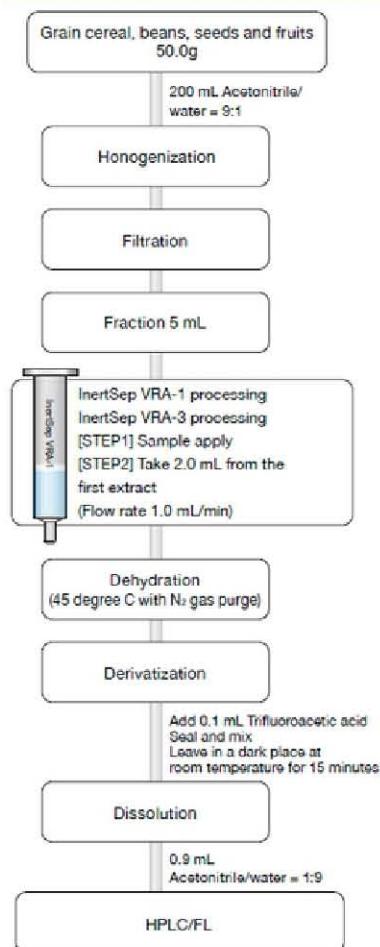 Grain cereal, beans, seeds and fruits
50.0g
200 mL Acetonitrile/
water = 9:1
Honogenization
Filtration
Fraction 5 mL
InertSep VRA-1
InertSep VRA-1 processing
InertSep VRA-3 processing
[STEP1] Sample apply
[STEP2] Take 2.0 mL from the
first extract
(Flow rate 1.0 mL/min)
Dehydration
(45 degree C with N₂ gas purge)
Derivatization
Add 0.1 mL Trifluoroacetic acid
Seal and mix
Leave in a dark place at
room temperature for 15 minutes
Dissolution
0.9 mL
Acetonitrile/water = 1:9
HPLC/FL